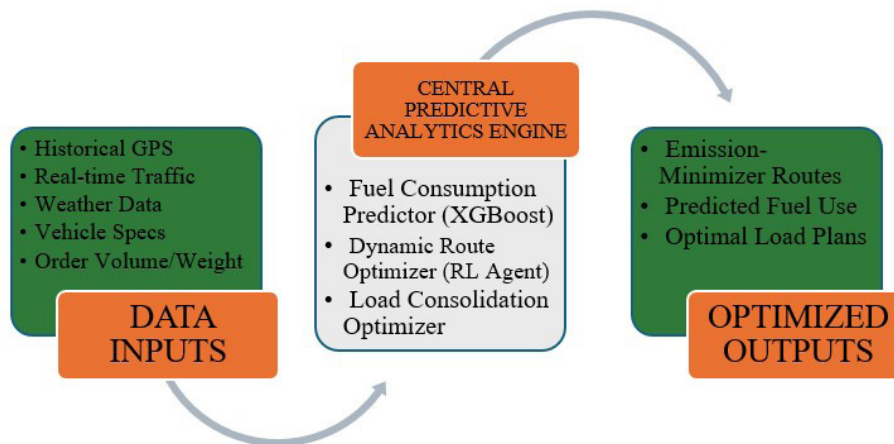 • Historical GPS
• Real-time Traffic
• Weather Data
• Vehicle Specs
• Order Volume/Weight
DATA
INPUTS
CENTRAL
PREDICTIVE
ANALYTICS ENGINE
• Fuel Consumption
Predictor (XGBoost)
• Dynamic Route
Optimizer (RL Agent)
• Load Consolidation
Optimizer
• Emission-
Minimizer Routes
• Predicted Fuel Use
• Optimal Load Plans
OPTIMIZED
OUTPUTS